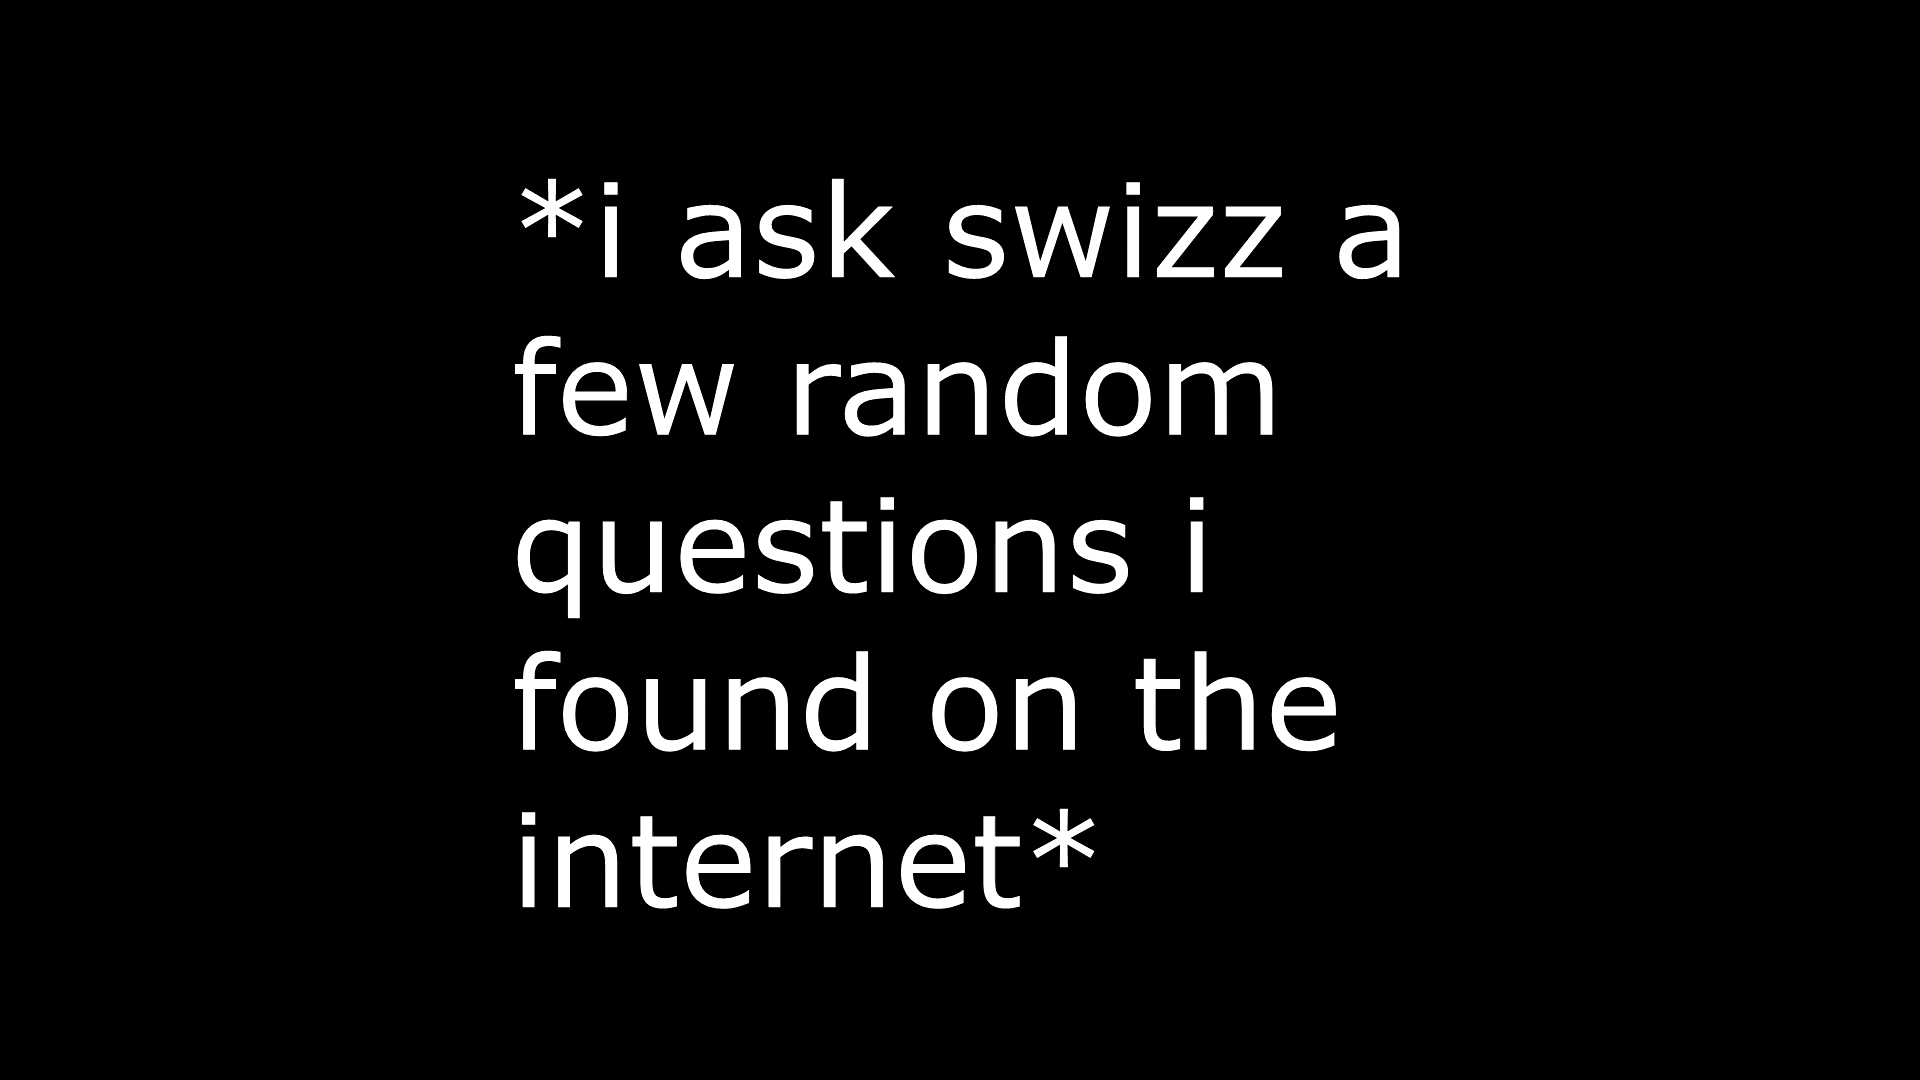 *i ask swizz a
few random
questions i
found on the
internet*